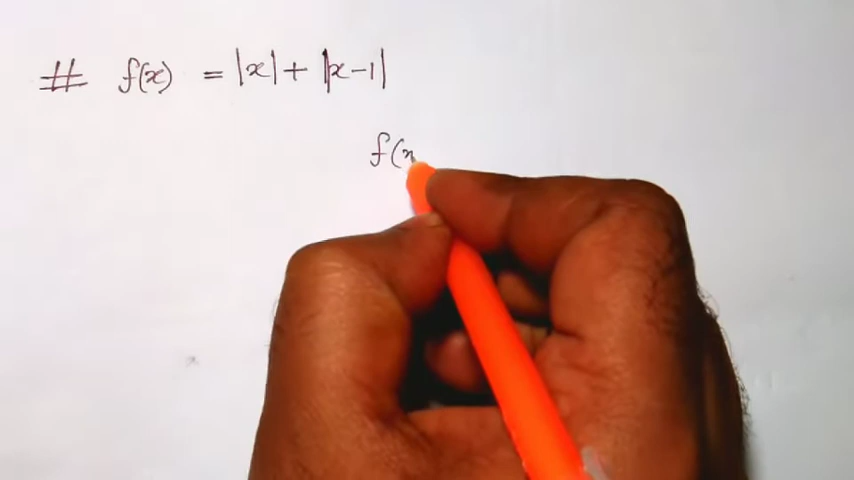 # f(x) = |x| + |x-1|
f(x